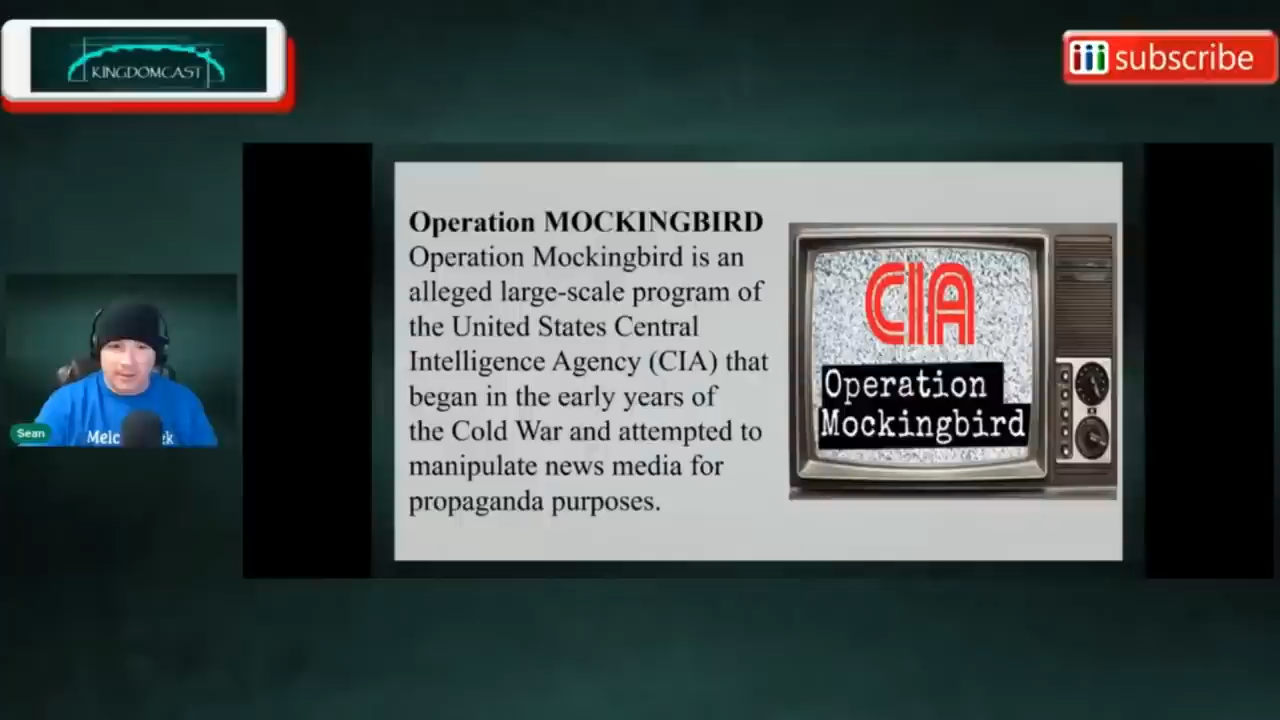 KINGDOMCAST
subscribe
Operation MOCKINGBIRD
Operation Mockingbird is an
alleged large-scale program of
the United States Central
Intelligence Agency (CIA) that
began in the early years of
the Cold War and attempted to
manipulate news media for
propaganda purposes.
CIA
Operation
Mockingbird
Sean